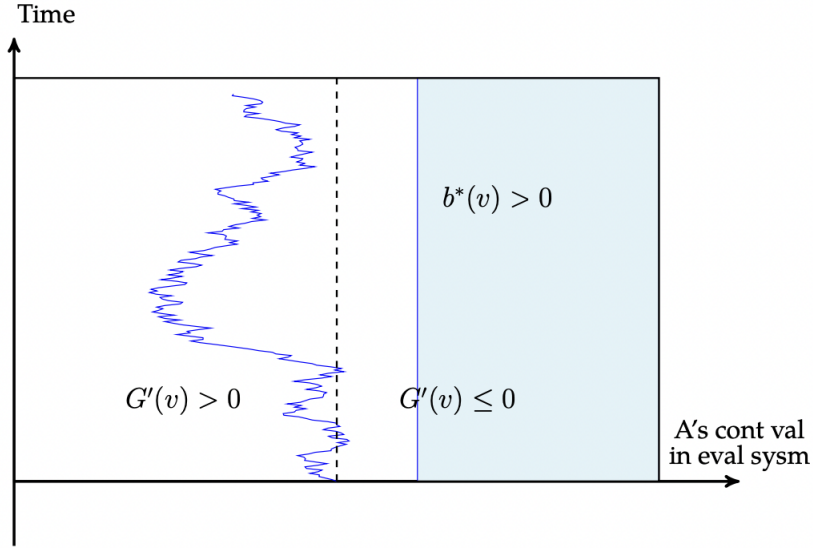 Time
b*(v) > 0
G′(v) > 0
G′(v) ≤ 0
A's cont val
in eval sysm